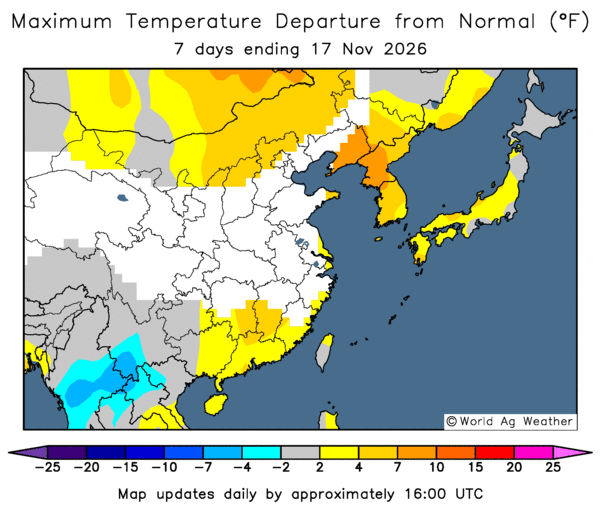 Maximum Temperature Departure from Normal (°F)
7 days ending 17 Nov 2026
© World Ag Weather
-25 -20 -15 -10 -7 -4 -2 2 4 7 10 15 20 25
Map updates daily by approximately 16:00 UTC